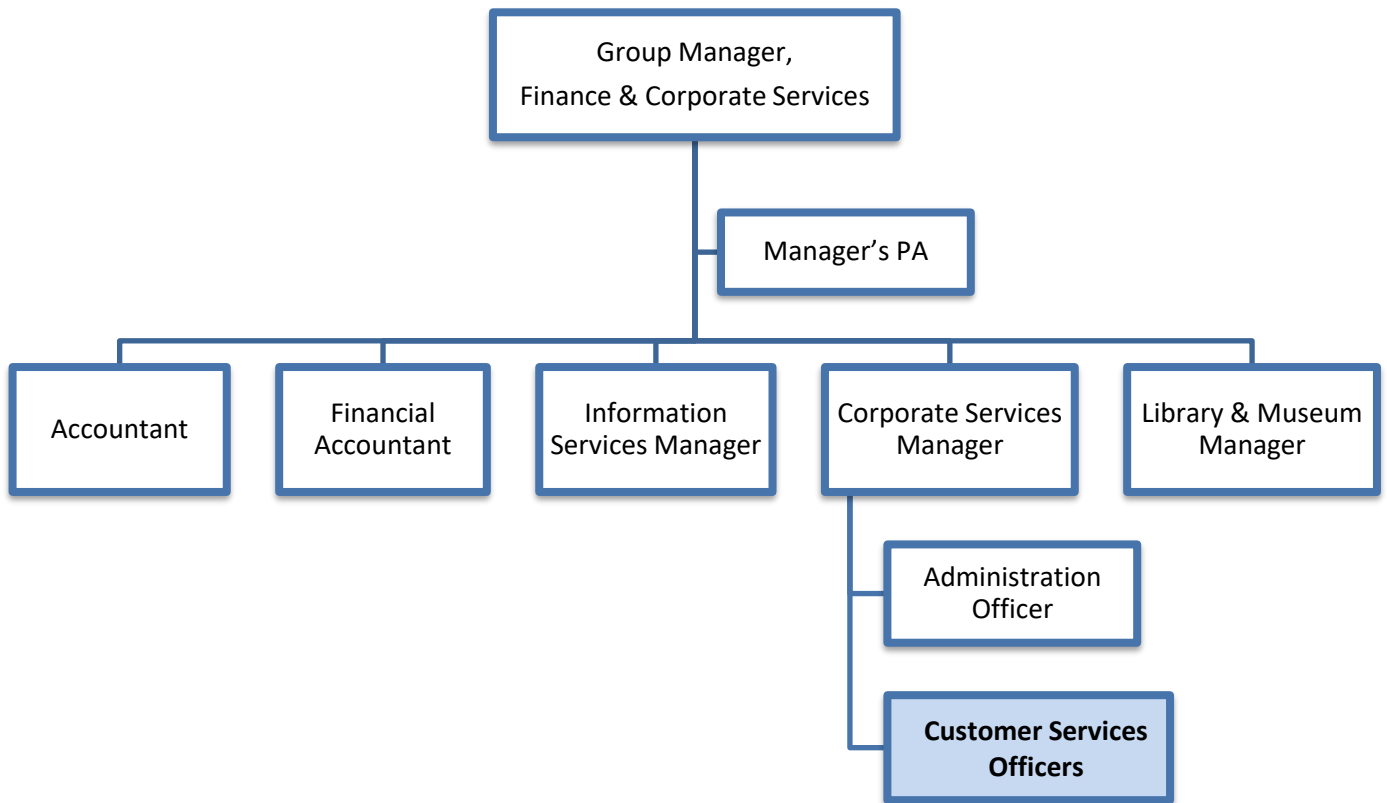 Group Manager,
Finance & Corporate Services
Manager’s PA
Accountant
Financial
Accountant
Information
Services Manager
Corporate Services
Manager
Library & Museum
Manager
Administration
Officer
Customer Services
Officers